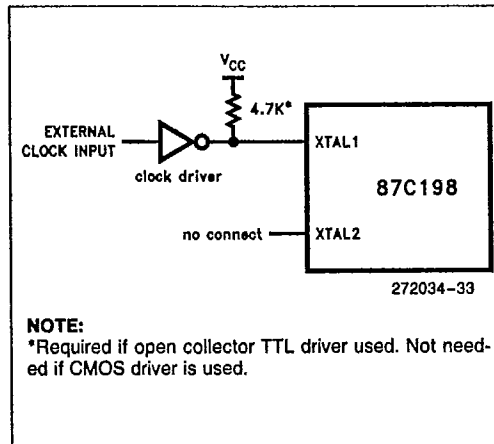 VCC
4.7K*
EXTERNAL
CLOCK INPUT
clock driver
XTAL1
87C198
no connect
XTAL2
272034-33
NOTE:
*Required if open collector TTL driver used. Not need-
ed if CMOS driver is used.